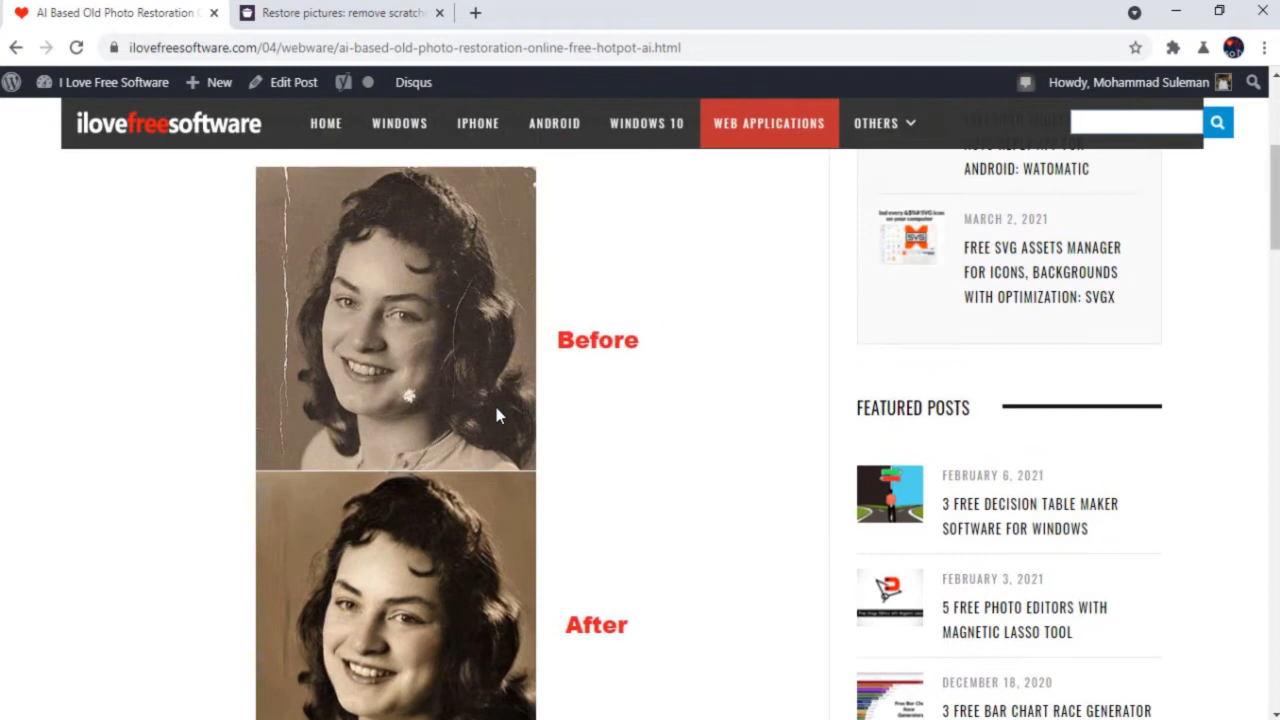 AI Based Old Photo Restoration
Restore pictures: remove scratch
ilovefreesoftware.com/04/webware/ai-based-old-photo-restoration-online-free-hotpot-ai.html
I Love Free Software
New
Edit Post
Disqus
Howdy, Mohammad Suleman
ilovefreesoftware
HOME
WINDOWS
IPHONE
ANDROID
WINDOWS 10
WEB APPLICATIONS
OTHERS
ANDROID: WATOMATIC
MARCH 2, 2021
FREE SVG ASSETS MANAGER
FOR ICONS, BACKGROUNDS
WITH OPTIMIZATION: SVGX
SVG
Before
FEATURED POSTS
FEBRUARY 6, 2021
3 FREE DECISION TABLE MAKER
SOFTWARE FOR WINDOWS
After
FEBRUARY 3, 2021
5 FREE PHOTO EDITORS WITH
MAGNETIC LASSO TOOL
DECEMBER 18, 2020
3 FREE BAR CHART RACE GENERATOR